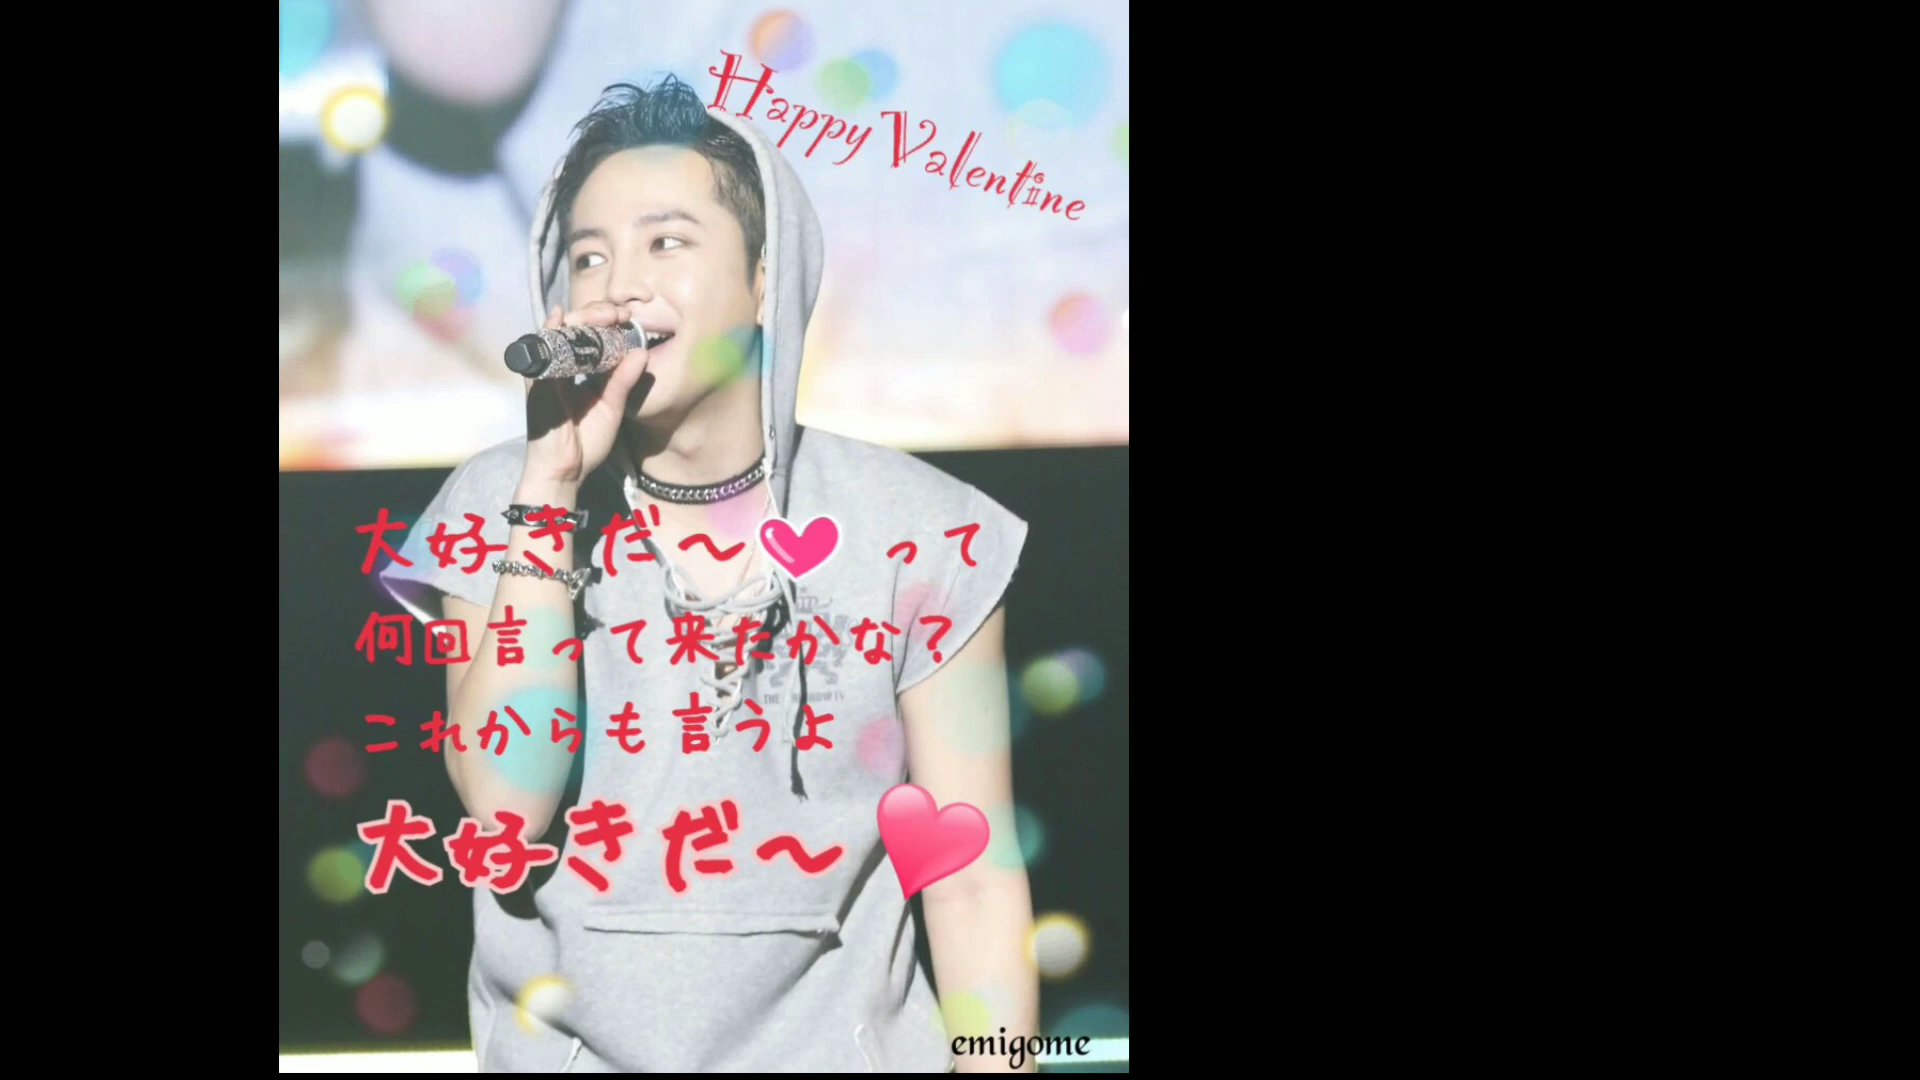 Happy Valentine
大好きだ～💕 って
何回言って来たかな？
これからも言うよ
大好きだ～❤
emigome